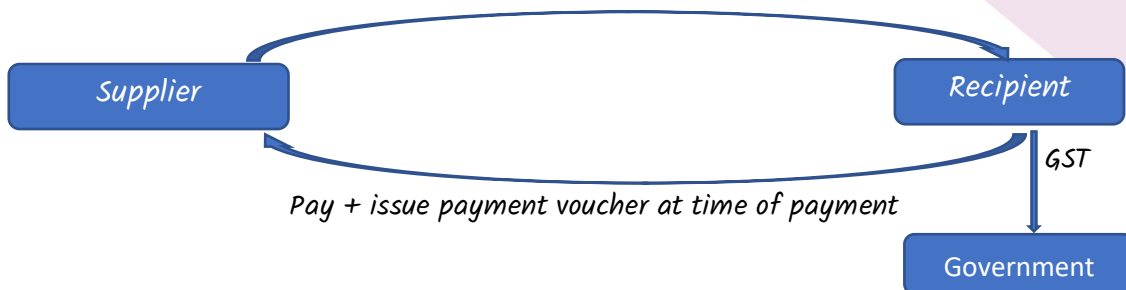 Supplier
Recipient
GST
Pay + issue payment voucher at time of payment
Government